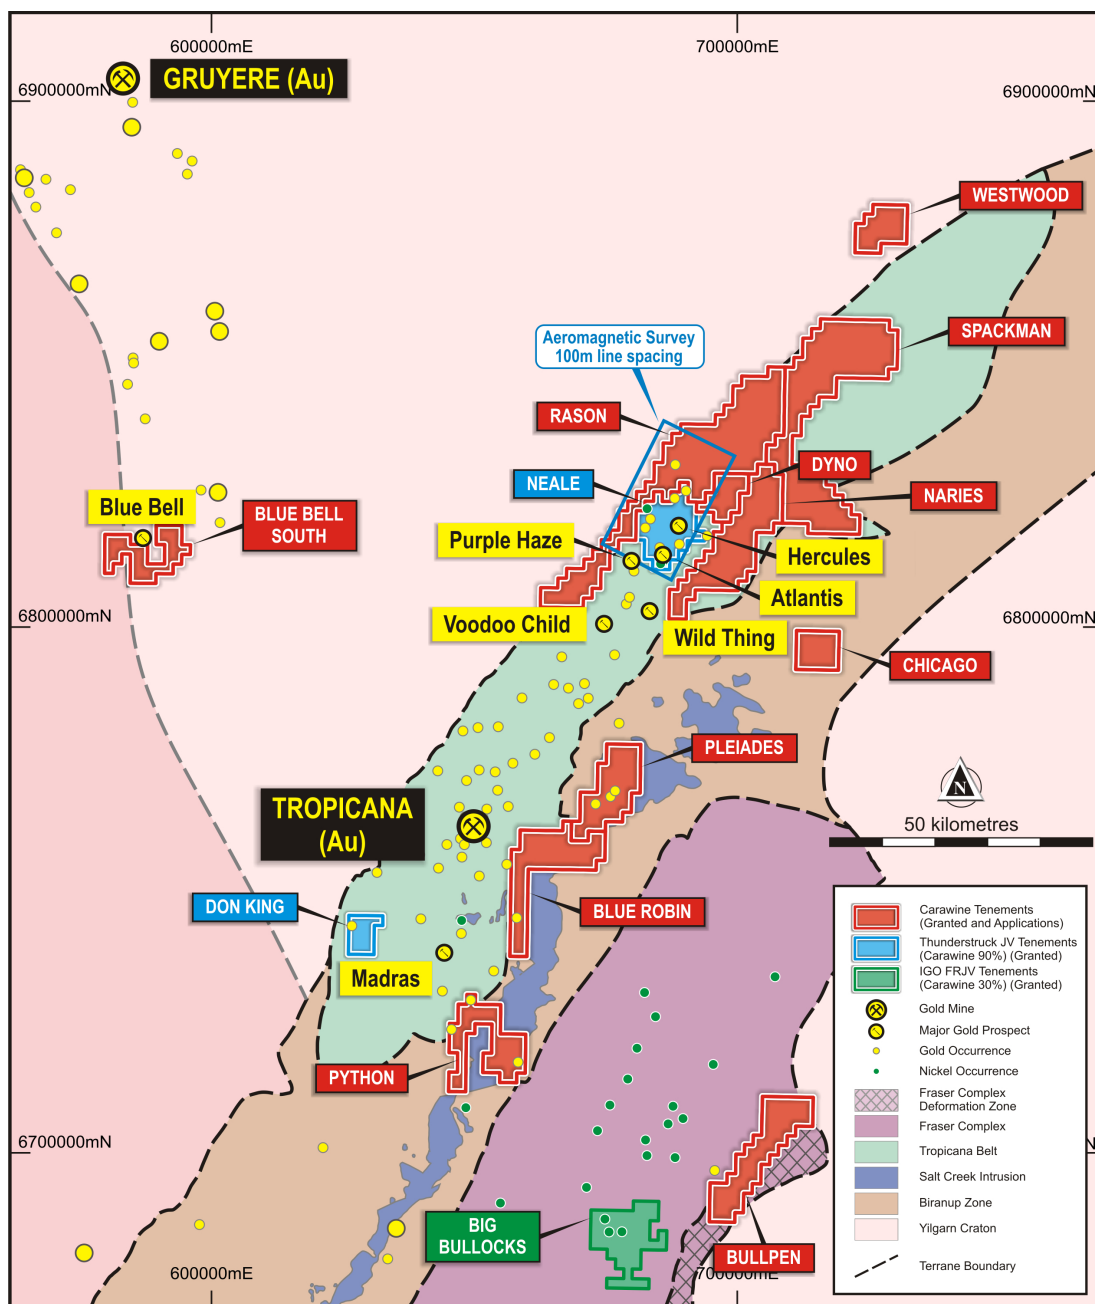 600000mE
700000mE
GRUYERE (Au)
6900000mN
6900000mN
WESTWOOD
SPACKMAN
Aeromagnetic Survey
100m line spacing
RASON
DYNO
NEALE
NARIES
Blue Bell
BLUE BELL
SOUTH
Purple Haze
Hercules
Atlantis
Voodoo Child
Wild Thing
6800000mN
6800000mN
CHICAGO
PLEIADES
N
TROPICANA
(Au)
50 kilometres
DON KING
BLUE ROBIN
Madras
PYTHON
Carawine Tenements
(Granted and Applications)
Thunderstruck JV Tenements
(Carawine 90%) (Granted)
IGO FRJV Tenements
(Carawine 30%) (Granted)
Gold Mine
Major Gold Prospect
Gold Occurrence
Nickel Occurrence
Fraser Complex
Deformation Zone
Fraser Complex
Tropicana Belt
Salt Creek Intrusion
Biranup Zone
Yilgarn Craton
Terrane Boundary
6700000mN
N
BIG
BULLOCKS
BULLPEN
600000mE
700000mE